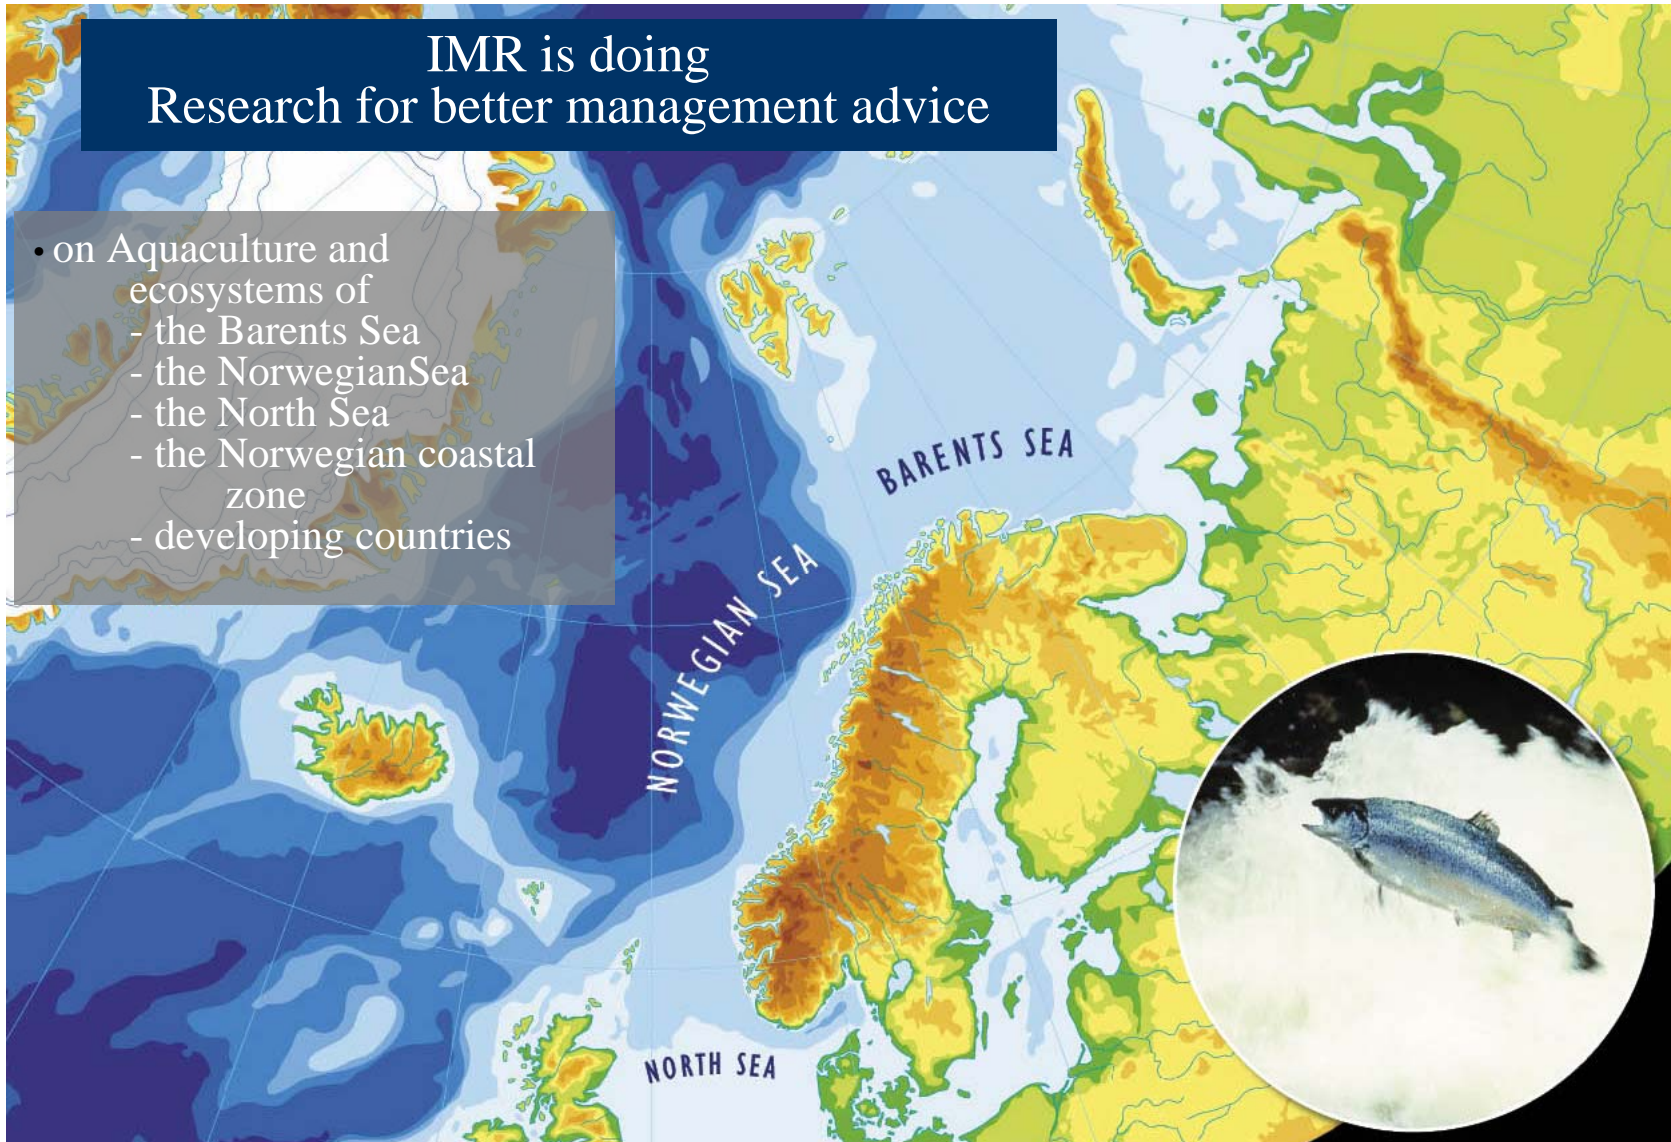 IMR is doing
Research for better management advice
• on Aquaculture and
ecosystems of
- the Barents Sea
- the NorwegianSea
- the North Sea
- the Norwegian coastal
zone
- developing countries
BARENTS SEA
NORWEGIAN SEA
NORTH SEA